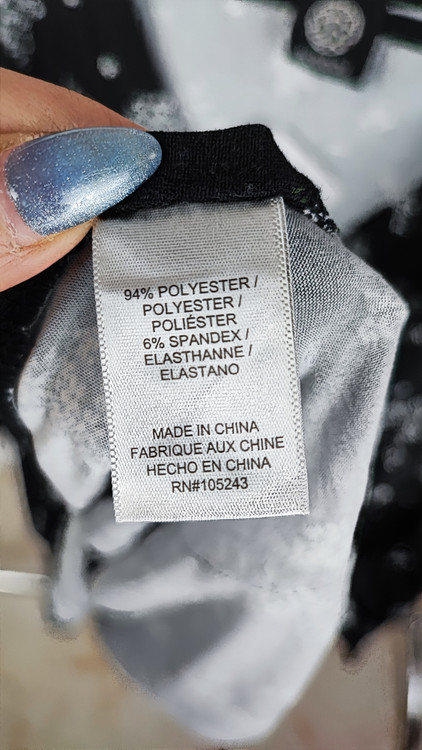 94% POLYESTER /
POLYESTER /
POLIÉSTER
6% SPANDEX /
ELASTHANNE /
ELASTANO
MADE IN CHINA
FABRIQUE AUX CHINE
HECHO EN CHINA
RN#105243